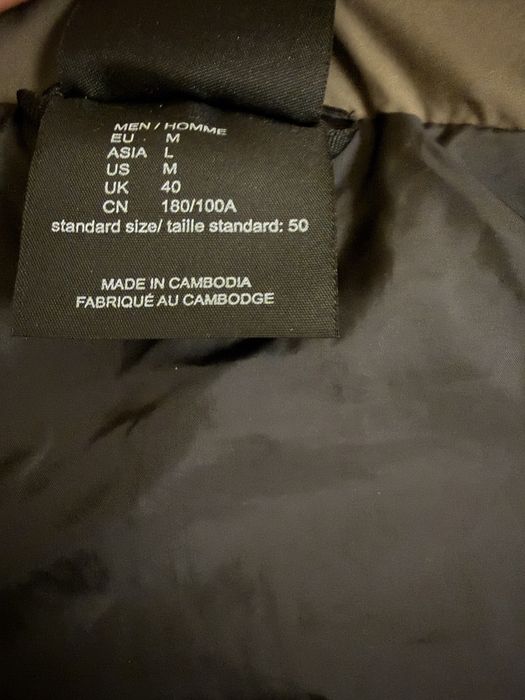 MEN / HOMME
EU M
ASIA L
US M
UK 40
CN 180/100A
standard size/ taille standard: 50
MADE IN CAMBODIA
FABRIQUÉ AU CAMBODGE